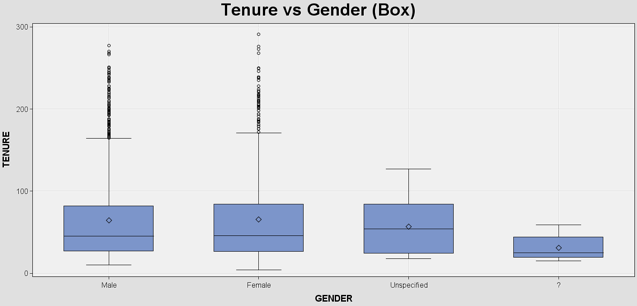 Tenure vs Gender (Box)
300
200
100
0
TENURE
Male Female Unspecified ?
GENDER